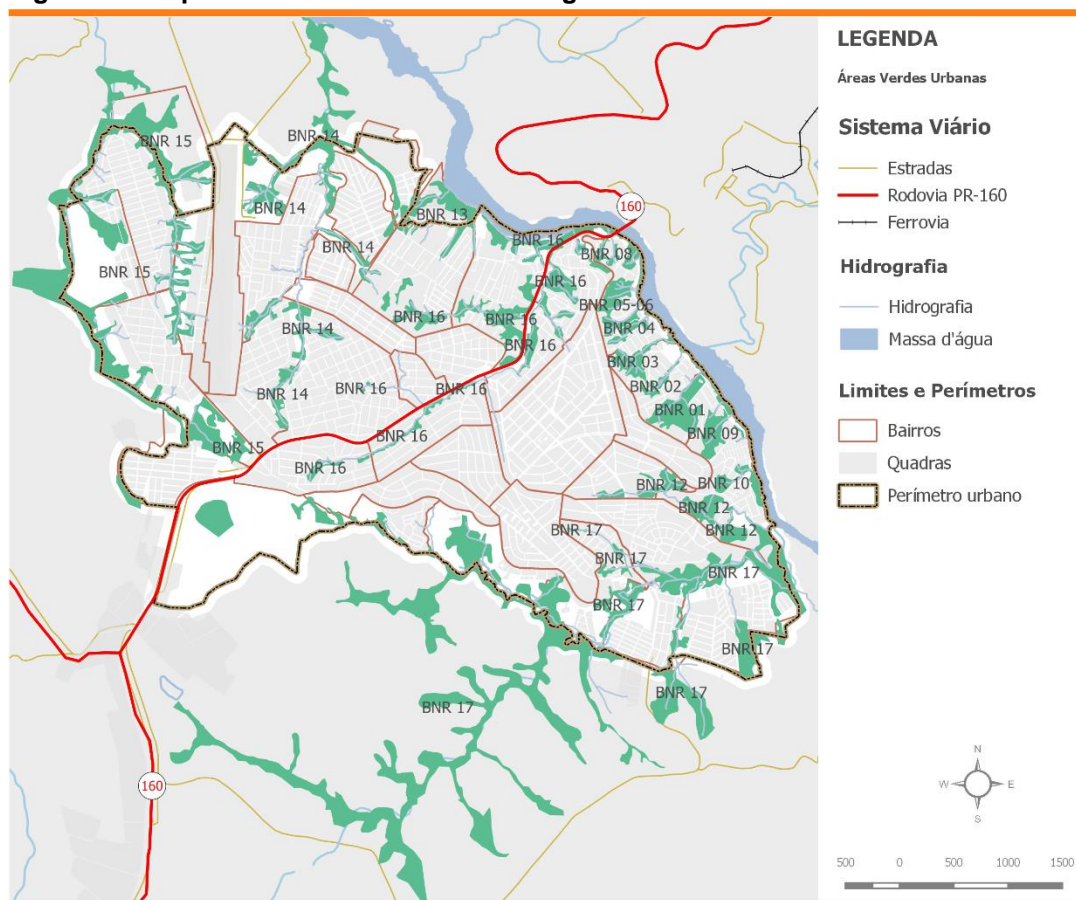 LEGENDA
Áreas Verdes Urbanas
Sistema Viário
Estradas
Rodovia PR-160
Ferrovia
Hidrografia
Hidrografia
Massa d'água
Limites e Perímetros
Bairros
Quadras
Perímetro urbano
N
W E
S
500 0 500 1000 1500
BNR 14
BNR 15
160
BNR 14
BNR 13
BNR 14
BNR 16
BNR 08
BNR 15
BNR 16
BNR 05-06
BNR 16
BNR 16
BNR 14
BNR 04
BNR 16
BNR 03
BNR 16
BNR 16
BNR 02
BNR 14
BNR 01
BNR 16
BNR 09
BNR 15
BNR 16
BNR 12
BNR 10
BNR 12
BNR 17
BNR 12
BNR 17
BNR 17
BNR 17
BNR 17
BNR 17
BNR 17
160